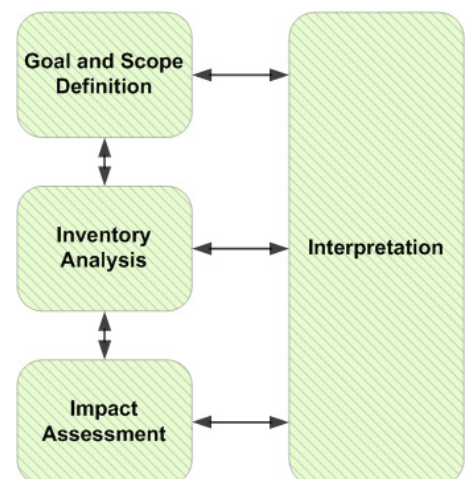 Goal and Scope
Definition
Inventory
Analysis
Interpretation
Impact
Assessment